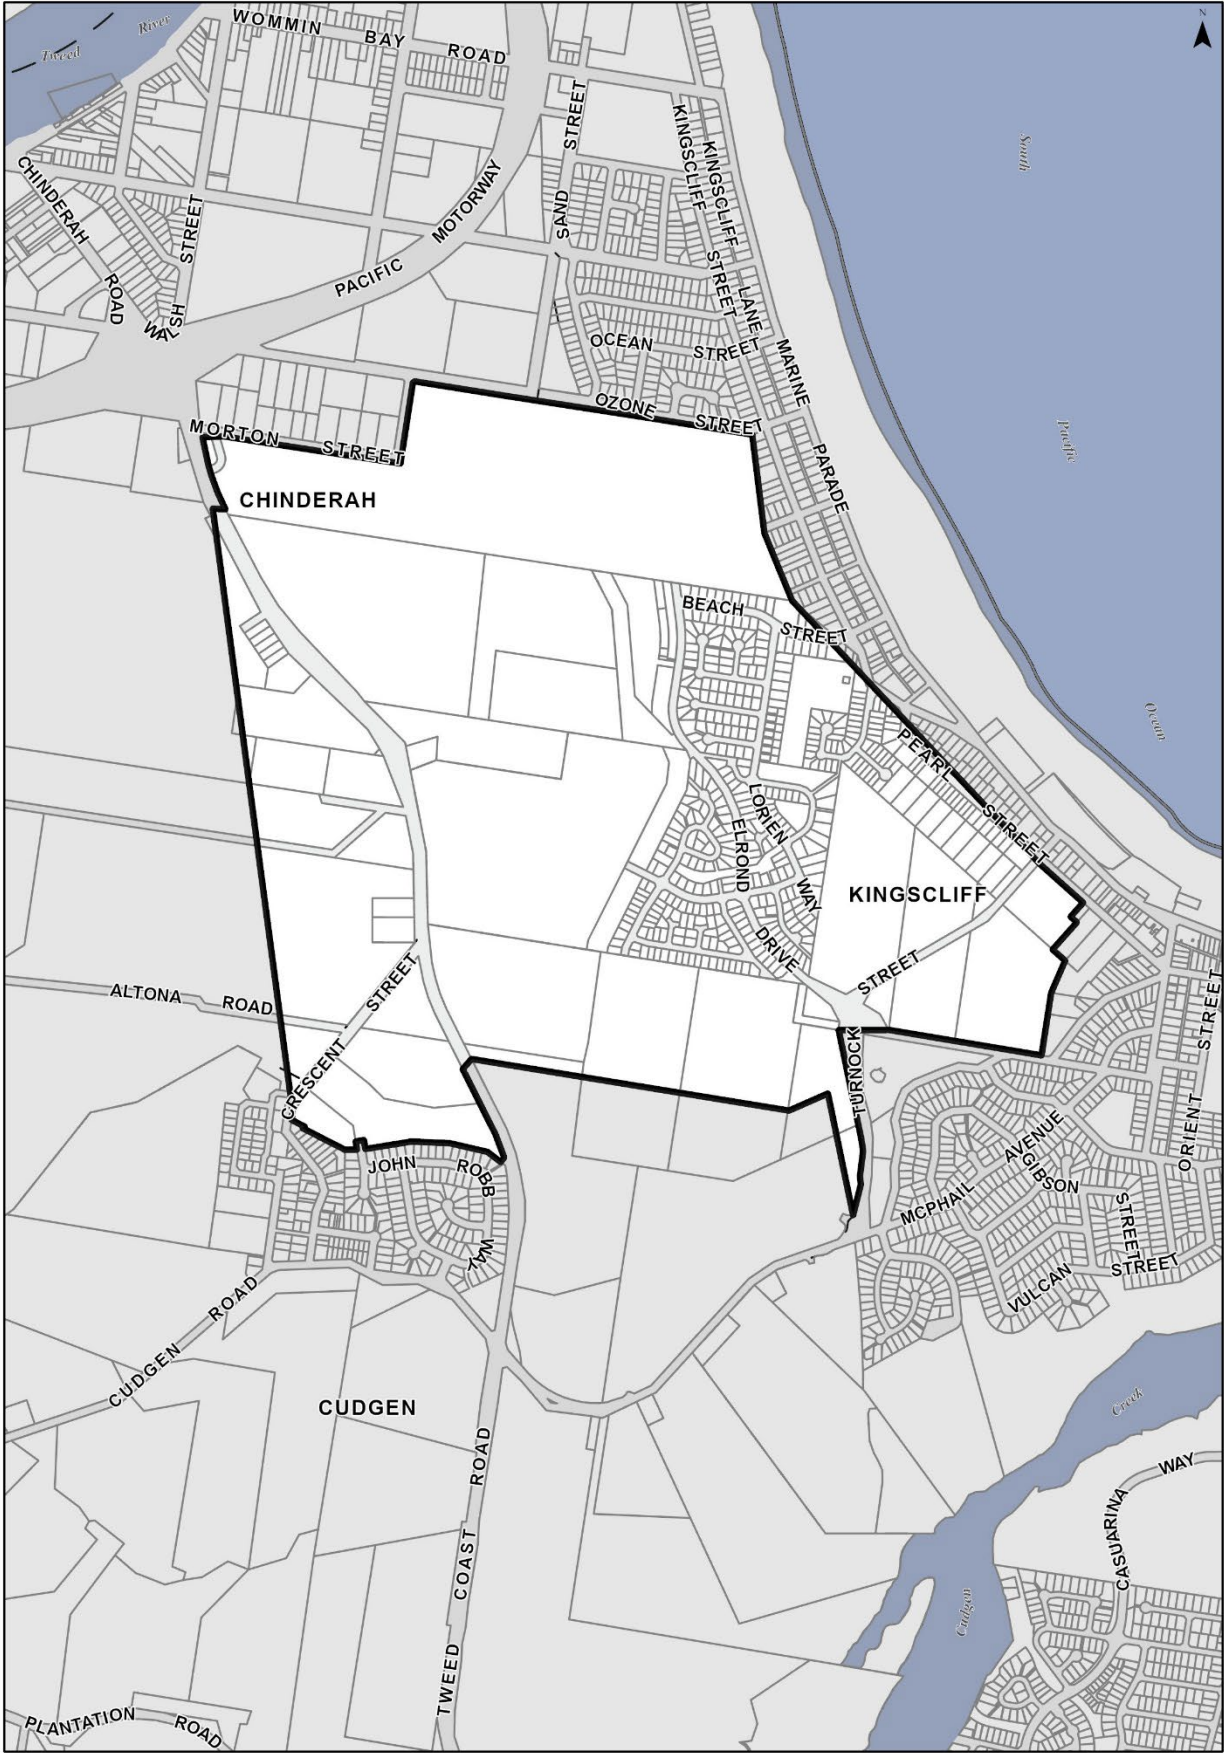 N
WOMMIN BAY ROAD
River
Tweed
STREET
SAND
KINGSCLIFF
STREET
KINGSCLIFF
LANE
South
CHINDERAH
ROAD
STREET
WALSH
PACIFIC MOTORWAY
OCEAN STREET
MARINE
PARADE
OZONE STREET
MORTON STREET
Pacific
CHINDERAH
BEACH
STREET
Ocean
PEARL
STREET
LORIEN
WAY
ELROND
DRIVE
KINGSCLIFF
STREET
TURNOCK
ALTONA ROAD
CRESCENT STREET
STREET
ORIENT
JOHN ROBB
WAY
MCPHAIL
AVENUE
GIBSON
STREET
VULCAN
STREET
CUDGEN ROAD
CUDGEN
Creek
Cudgen
WAY
CASUARINA
TWEED COAST ROAD
PLANTATION ROAD